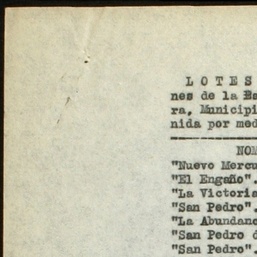 L O T E S
nes de la Ba
ra, Municipi
nida por med
NOM
"Nuevo Mercu
"El Engaño".
"La Victoria
"San Pedro".
"La Abundanc
"San Pedro d
"San Pedro".